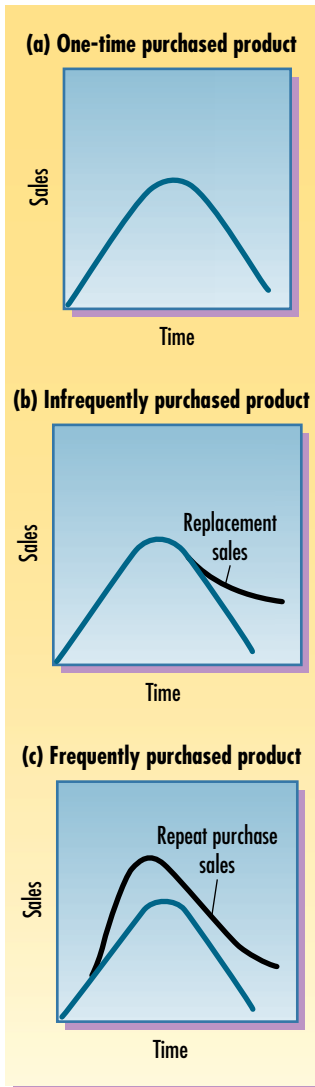 (a) One-time purchased product
Sales
Time
(b) Infrequently purchased product
Replacement
sales
Sales
Time
(c) Frequently purchased product
Repeat purchase
sales
Sales
Time